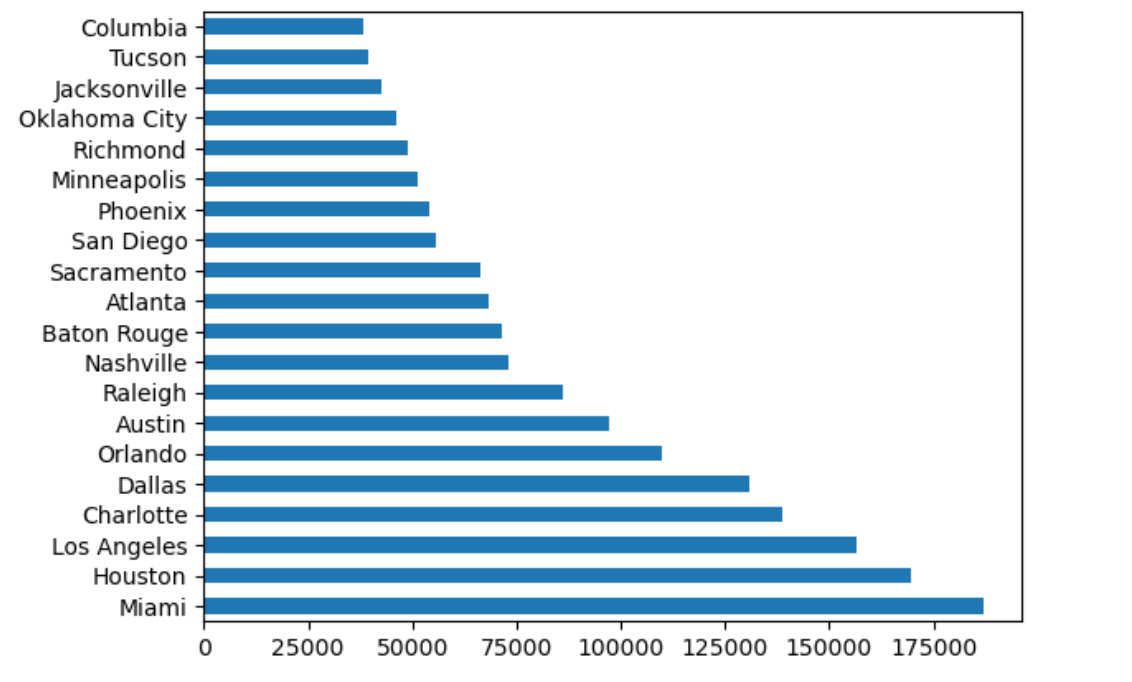 Columbia
Tucson
Jacksonville
Oklahoma City
Richmond
Minneapolis
Phoenix
San Diego
Sacramento
Atlanta
Baton Rouge
Nashville
Raleigh
Austin
Orlando
Dallas
Charlotte
Los Angeles
Houston
Miami
0 25000 50000 75000 100000 125000 150000 175000